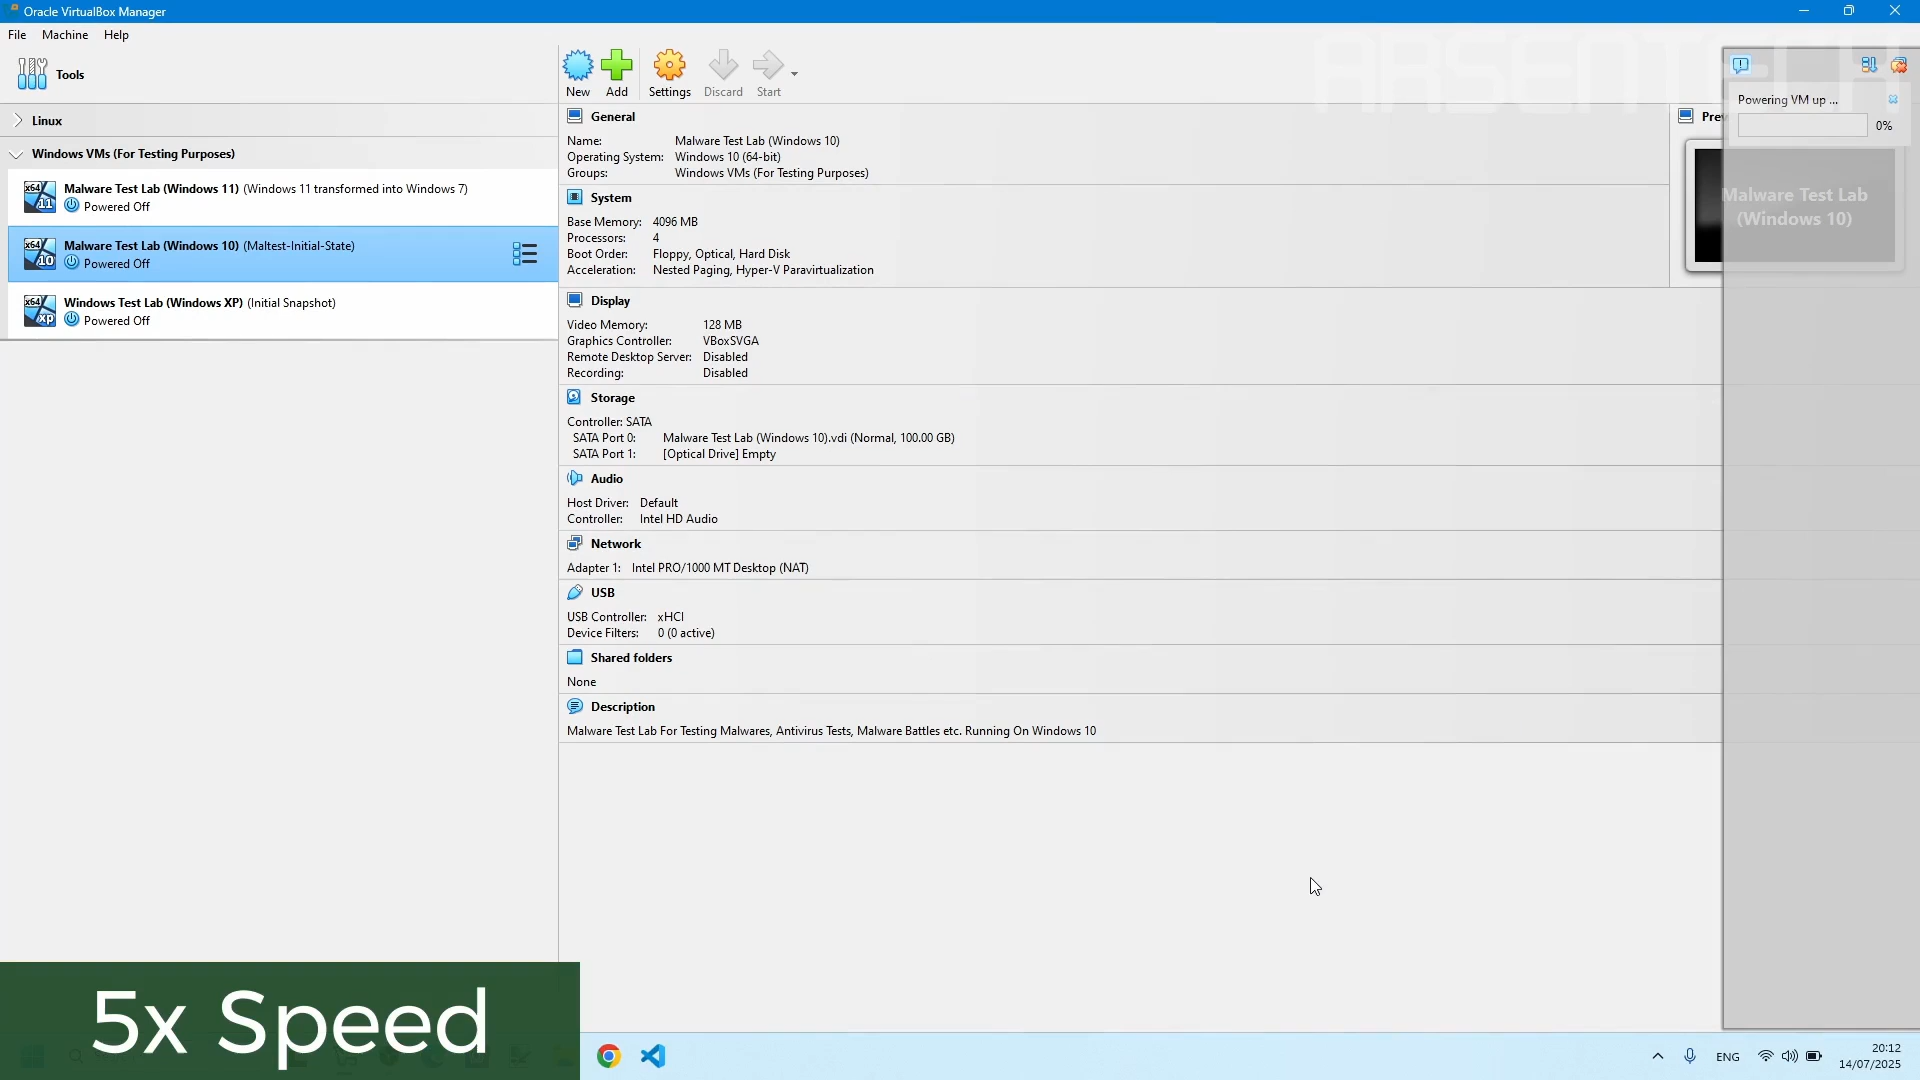 Oracle VirtualBox Manager
File Machine Help
ARSENTECH
Tools
New Add Settings Discard Start
Powering VM up ...
0%
Linux
Windows VMs (For Testing Purposes)
x64 11 Malware Test Lab (Windows 11) (Windows 11 transformed into Windows 7)
Powered Off
x64 10 Malware Test Lab (Windows 10) (Maltest-Initial-State)
Powered Off
x64 xp Windows Test Lab (Windows XP) (Initial Snapshot)
Powered Off
General
Name: Malware Test Lab (Windows 10)
Operating System: Windows 10 (64-bit)
Groups: Windows VMs (For Testing Purposes)
Prev
Malware Test Lab
(Windows 10)
System
Base Memory: 4096 MB
Processors: 4
Boot Order: Floppy, Optical, Hard Disk
Acceleration: Nested Paging, Hyper-V Paravirtualization
Display
Video Memory: 128 MB
Graphics Controller: VBoxSVGA
Remote Desktop Server: Disabled
Recording: Disabled
Storage
Controller: SATA
SATA Port 0: Malware Test Lab (Windows 10).vdi (Normal, 100.00 GB)
SATA Port 1: [Optical Drive] Empty
Audio
Host Driver: Default
Controller: Intel HD Audio
Network
Adapter 1: Intel PRO/1000 MT Desktop (NAT)
USB
USB Controller: xHCI
Device Filters: 0 (0 active)
Shared folders
None
Description
Malware Test Lab For Testing Malwares, Antivirus Tests, Malware Battles etc. Running On Windows 10
5x Speed
ENG
20:12
14/07/2025